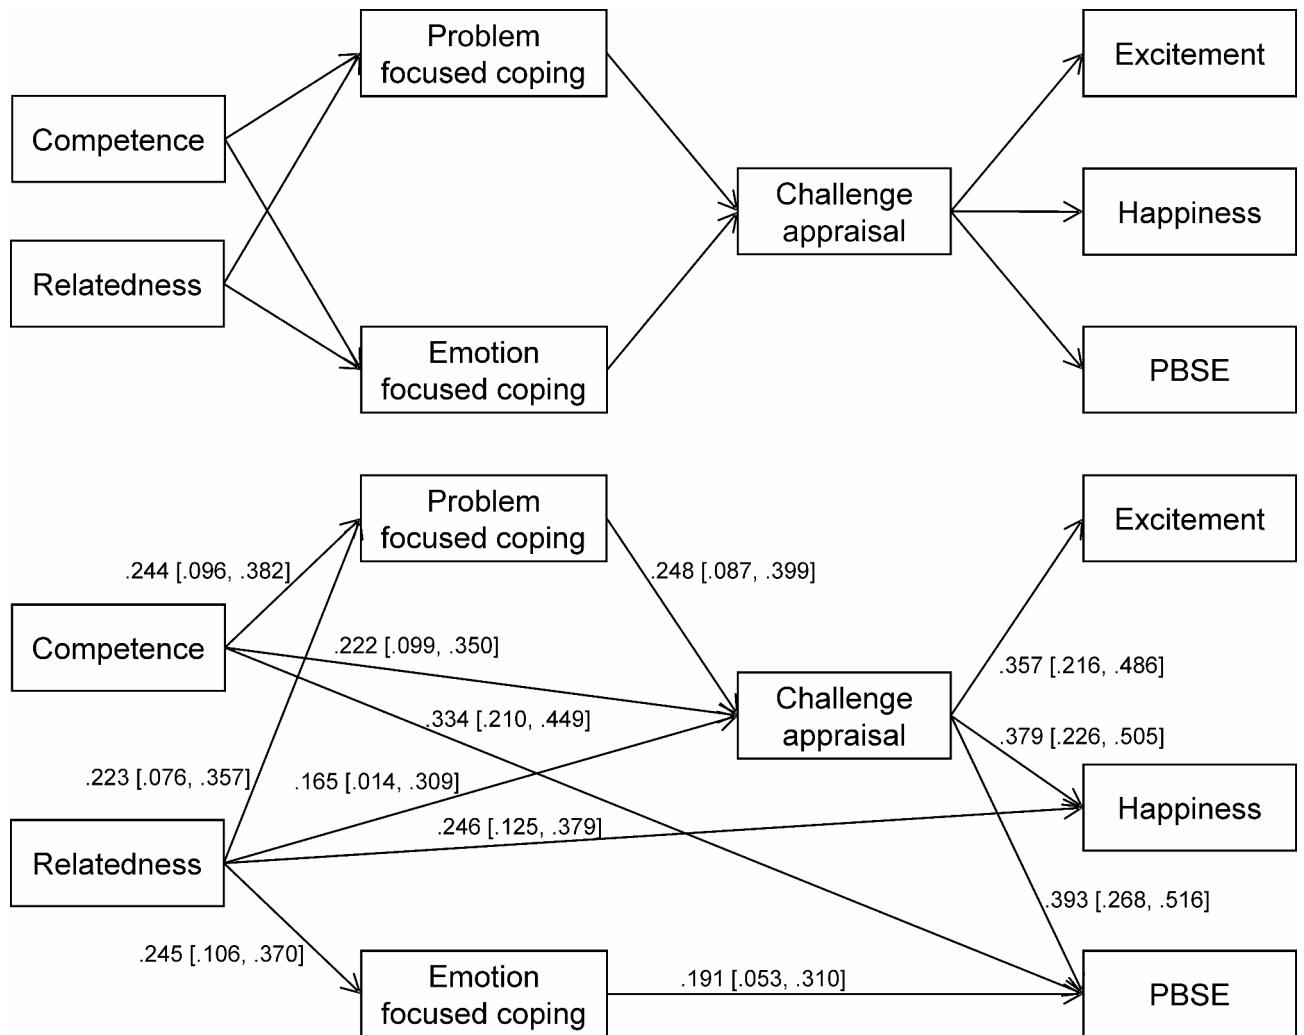 Problem
focused coping
Excitement
Competence
Challenge
appraisal
Happiness
Relatedness
Emotion
focused coping
PBSE
Problem
focused coping
Excitement
.244 [.096, .382]
.248 [.087, .399]
Competence
.222 [.099, .350]
.357 [.216, .486]
Challenge
appraisal
.334 [.210, .449]
.379 [.226, .505]
.223 [.076, .357]
.165 [.014, .309]
Happiness
.246 [.125, .379]
Relatedness
.393 [.268, .516]
.245 [.106, .370]
Emotion
focused coping
.191 [.053, .310]
PBSE